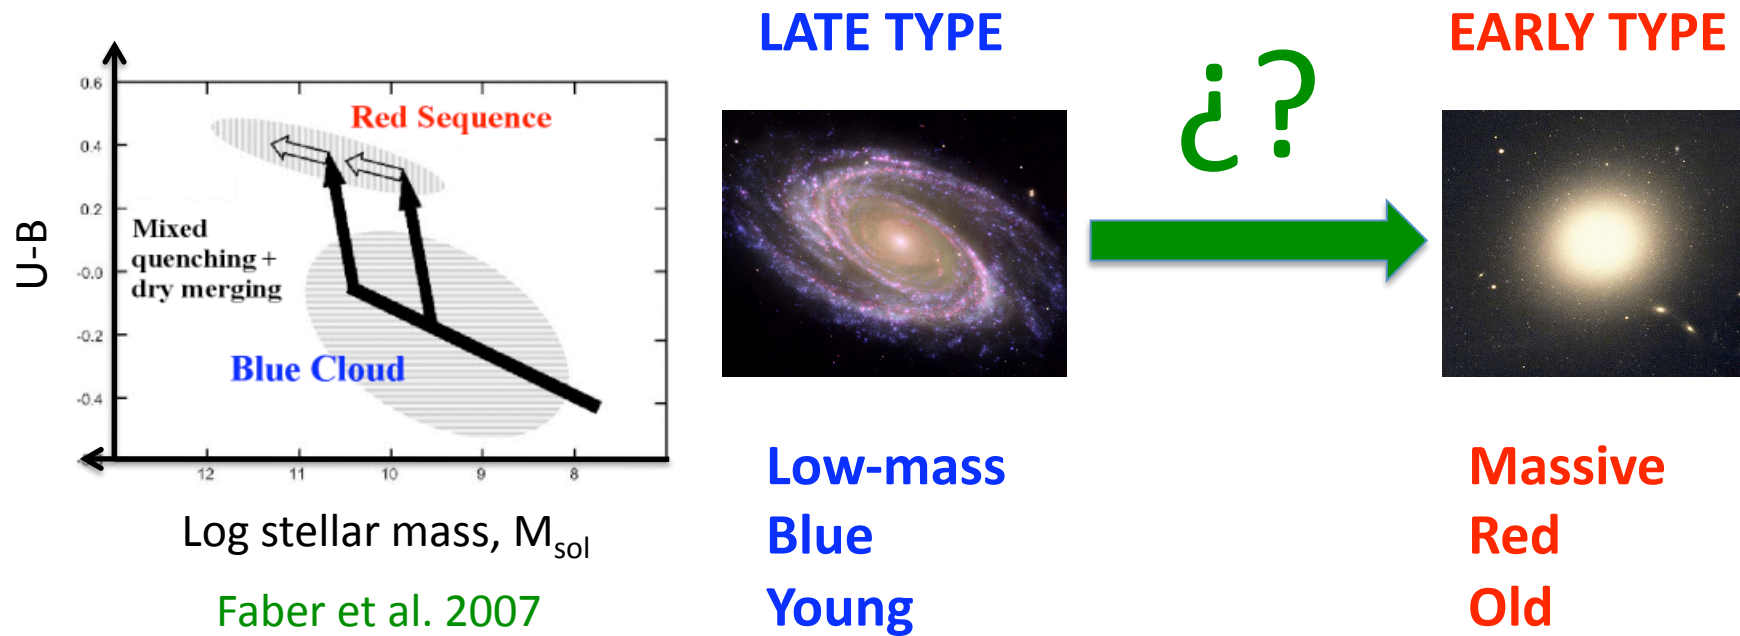 LATE TYPE
EARLY TYPE
¿?
0.6
0.4
0.2
-0.0
-0.2
-0.4
U-B
Red Sequence
Mixed
quenching +
dry merging
Blue Cloud
12 11 10 9 8
Log stellar mass, Msol
Faber et al. 2007
Low-mass
Blue
Young
Massive
Red
Old